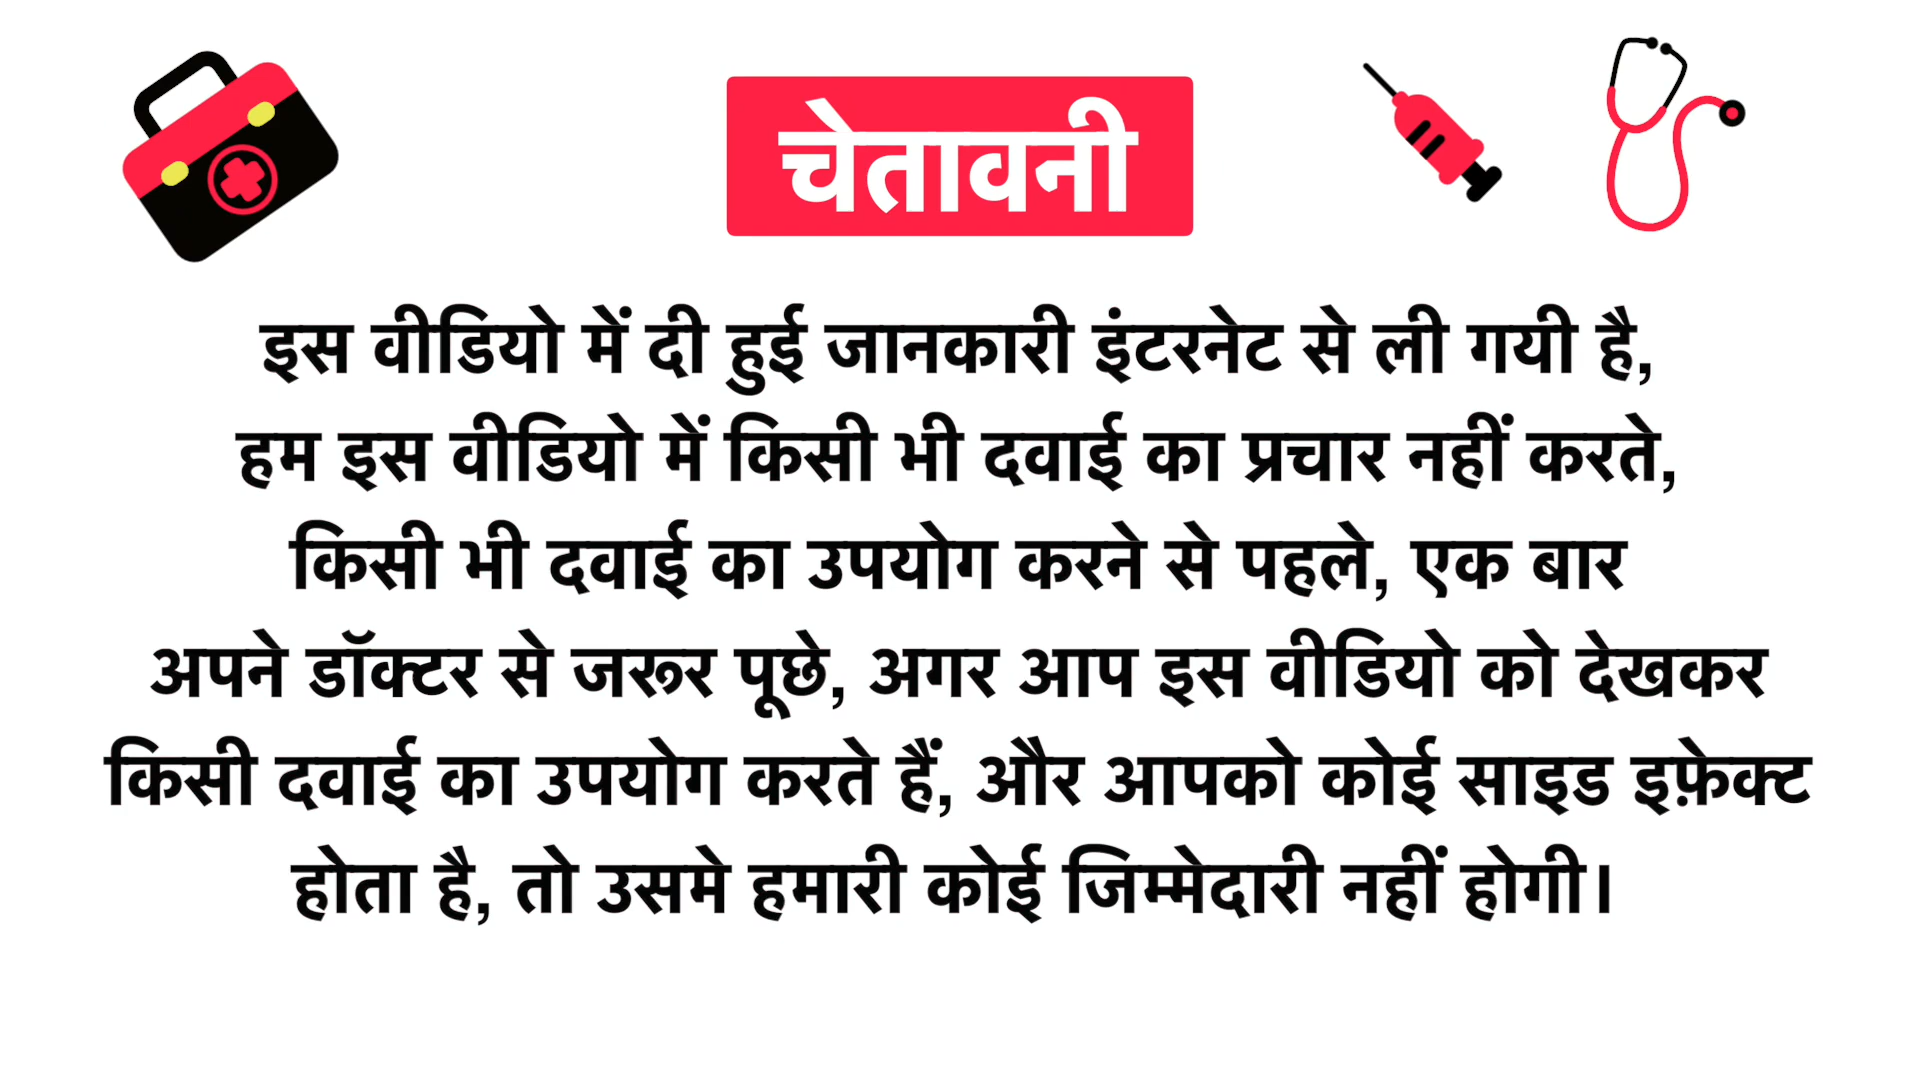 चेतावनी
इस वीडियो में दी हुई जानकारी इंटरनेट से ली गयी है,
हम इस वीडियो में किसी भी दवाई का प्रचार नहीं करते,
किसी भी दवाई का उपयोग करने से पहले, एक बार
अपने डॉक्टर से जरूर पूछे, अगर आप इस वीडियो को देखकर
किसी दवाई का उपयोग करते हैं, और आपको कोई साइड इफ़ेक्ट
होता है, तो उसमे हमारी कोई जिम्मेदारी नहीं होगी।